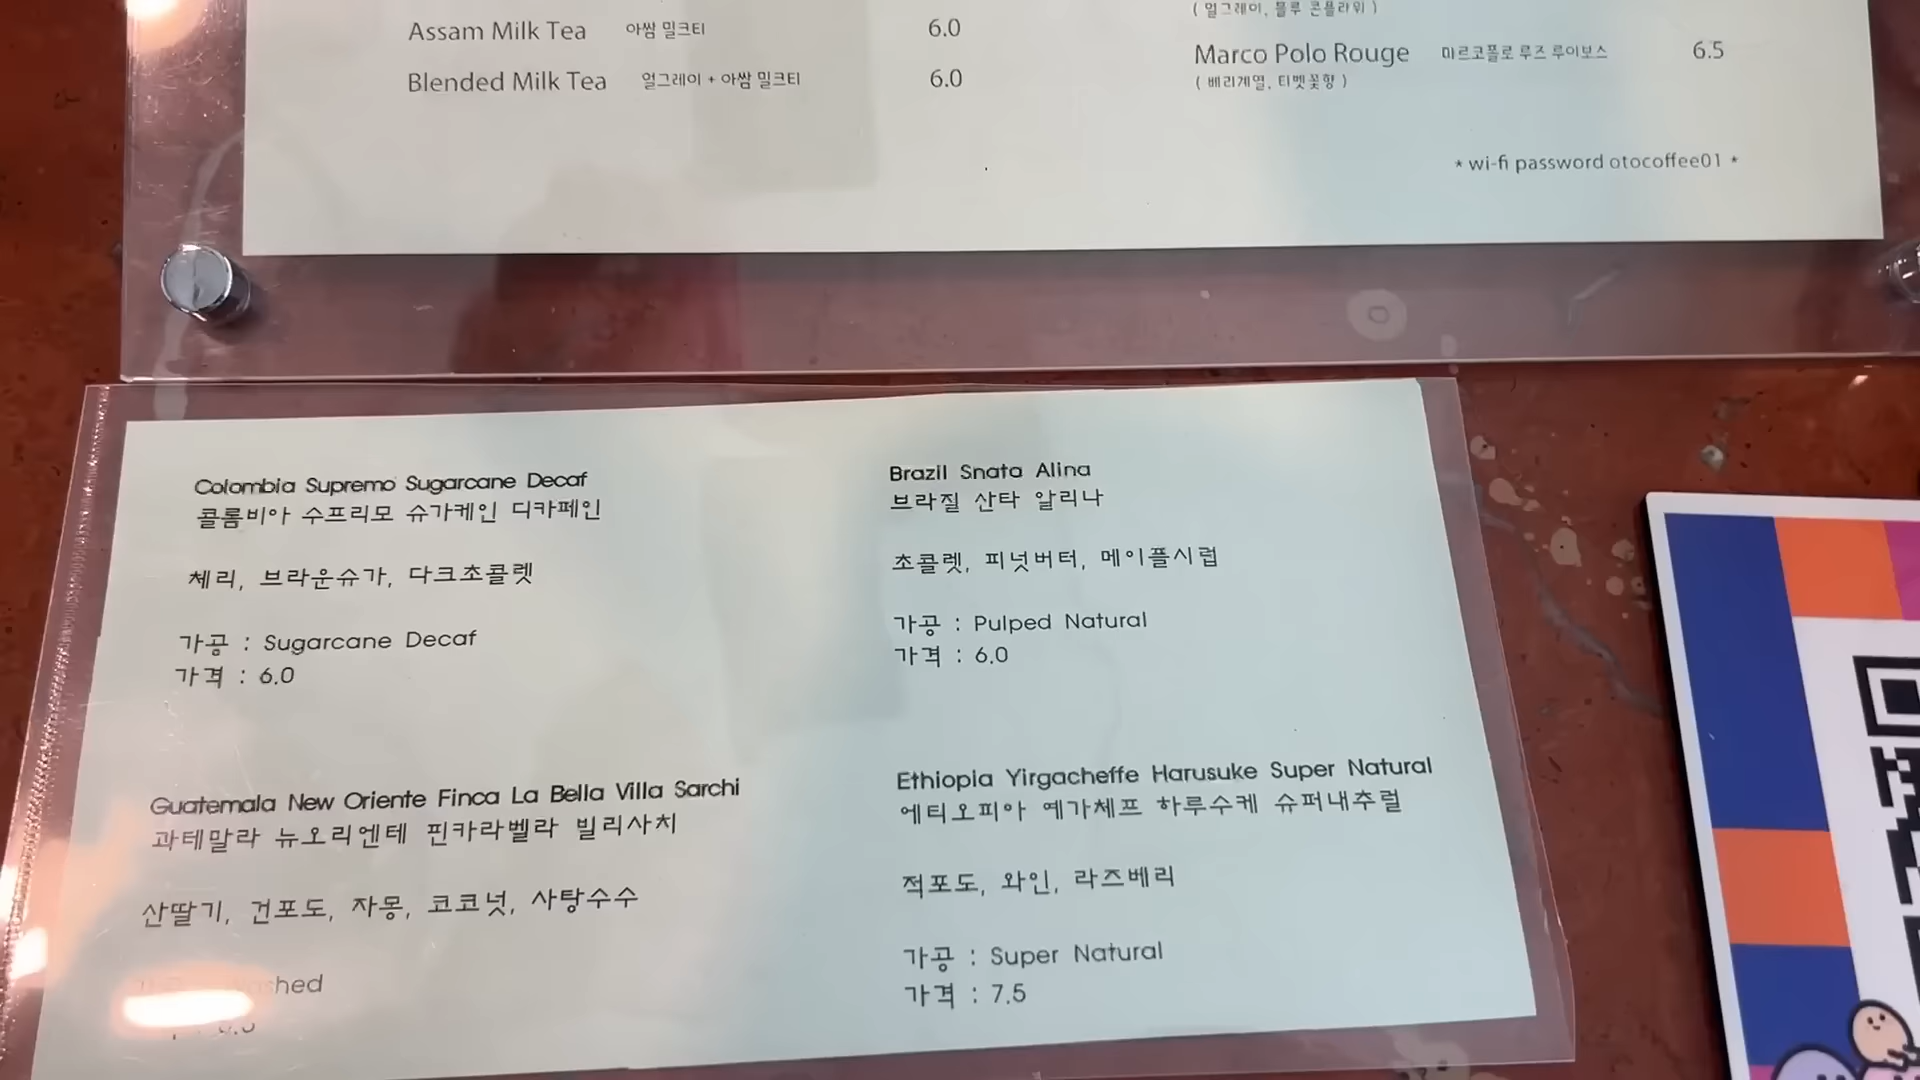 Assam Milk Tea 아쌈 밀크티 6.0
Blended Milk Tea 얼그레이 + 아쌈 밀크티 6.0
( 얼그레이, 블루 콘플라워 )
Marco Polo Rouge 마르코폴로 루즈 루이보스 6.5
( 베리계열, 티벳꽃향 )
* wi-fi password otocoffee01 *
Colombia Supremo Sugarcane Decaf
콜롬비아 수프리모 슈가케인 디카페인
체리, 브라운슈가, 다크초콜렛
가공 : Sugarcane Decaf
가격 : 6.0
Brazil Snata Alina
브라질 산타 알리나
초콜렛, 피넛버터, 메이플시럽
가공 : Pulped Natural
가격 : 6.0
Guatemala New Oriente Finca La Bella Villa Sarchi
과테말라 뉴오리엔테 핀카라벨라 빌리사치
산딸기, 건포도, 자몽, 코코넛, 사탕수수
Ethiopia Yirgacheffe Harusuke Super Natural
에티오피아 예가체프 하루수케 슈퍼내추럴
적포도, 와인, 라즈베리
가공 : Super Natural
가격 : 7.5